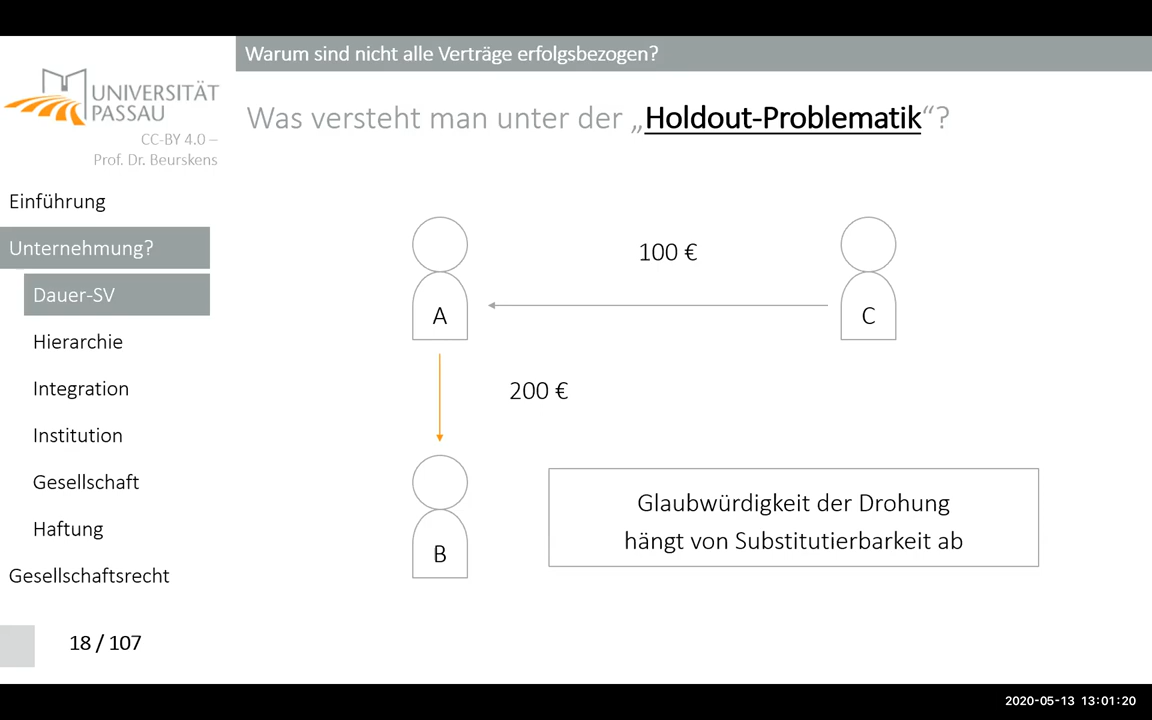 Warum sind nicht alle Verträge erfolgsbezogen?
UNIVERSITÄT
PASSAU
CC-BY 4.0 –
Prof. Dr. Beurskens
Was versteht man unter der „Holdout-Problematik“?
Einführung
Unternehmung?
Dauer-SV
Hierarchie
Integration
Institution
Gesellschaft
Haftung
Gesellschaftsrecht
18 / 107
100 €
A
C
200 €
B
Glaubwürdigkeit der Drohung
hängt von Substitutierbarkeit ab
2020-05-13 13:01:20